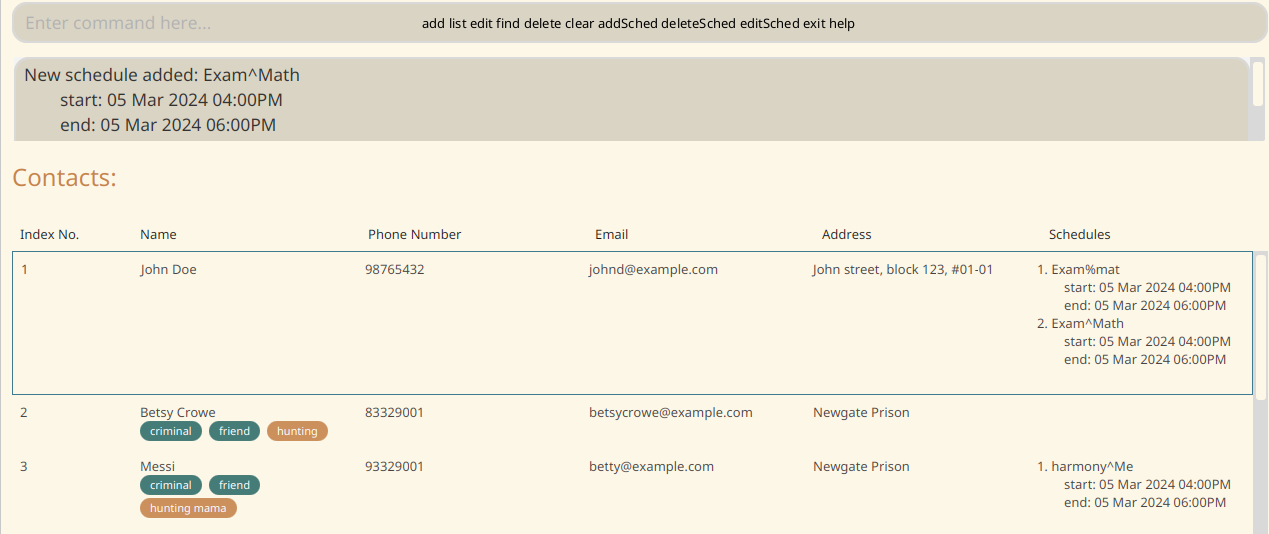 Enter command here... add list edit find delete clear addSched deleteSched editSched exit help
New schedule added: Exam^Math
start: 05 Mar 2024 04:00PM
end: 05 Mar 2024 06:00PM
Contacts:
Index No. Name Phone Number Email Address Schedules
1 John Doe 98765432 johnd@example.com John street, block 123, #01-01 1. Exam%mat
start: 05 Mar 2024 04:00PM
end: 05 Mar 2024 06:00PM
2. Exam^Math
start: 05 Mar 2024 04:00PM
end: 05 Mar 2024 06:00PM
2 Betsy Crowe 83329001 betsycrowe@example.com Newgate Prison
criminal friend hunting
3 Messi 93329001 betty@example.com Newgate Prison 1. harmony^Me
criminal friend start: 05 Mar 2024 04:00PM
hunting mama end: 05 Mar 2024 06:00PM